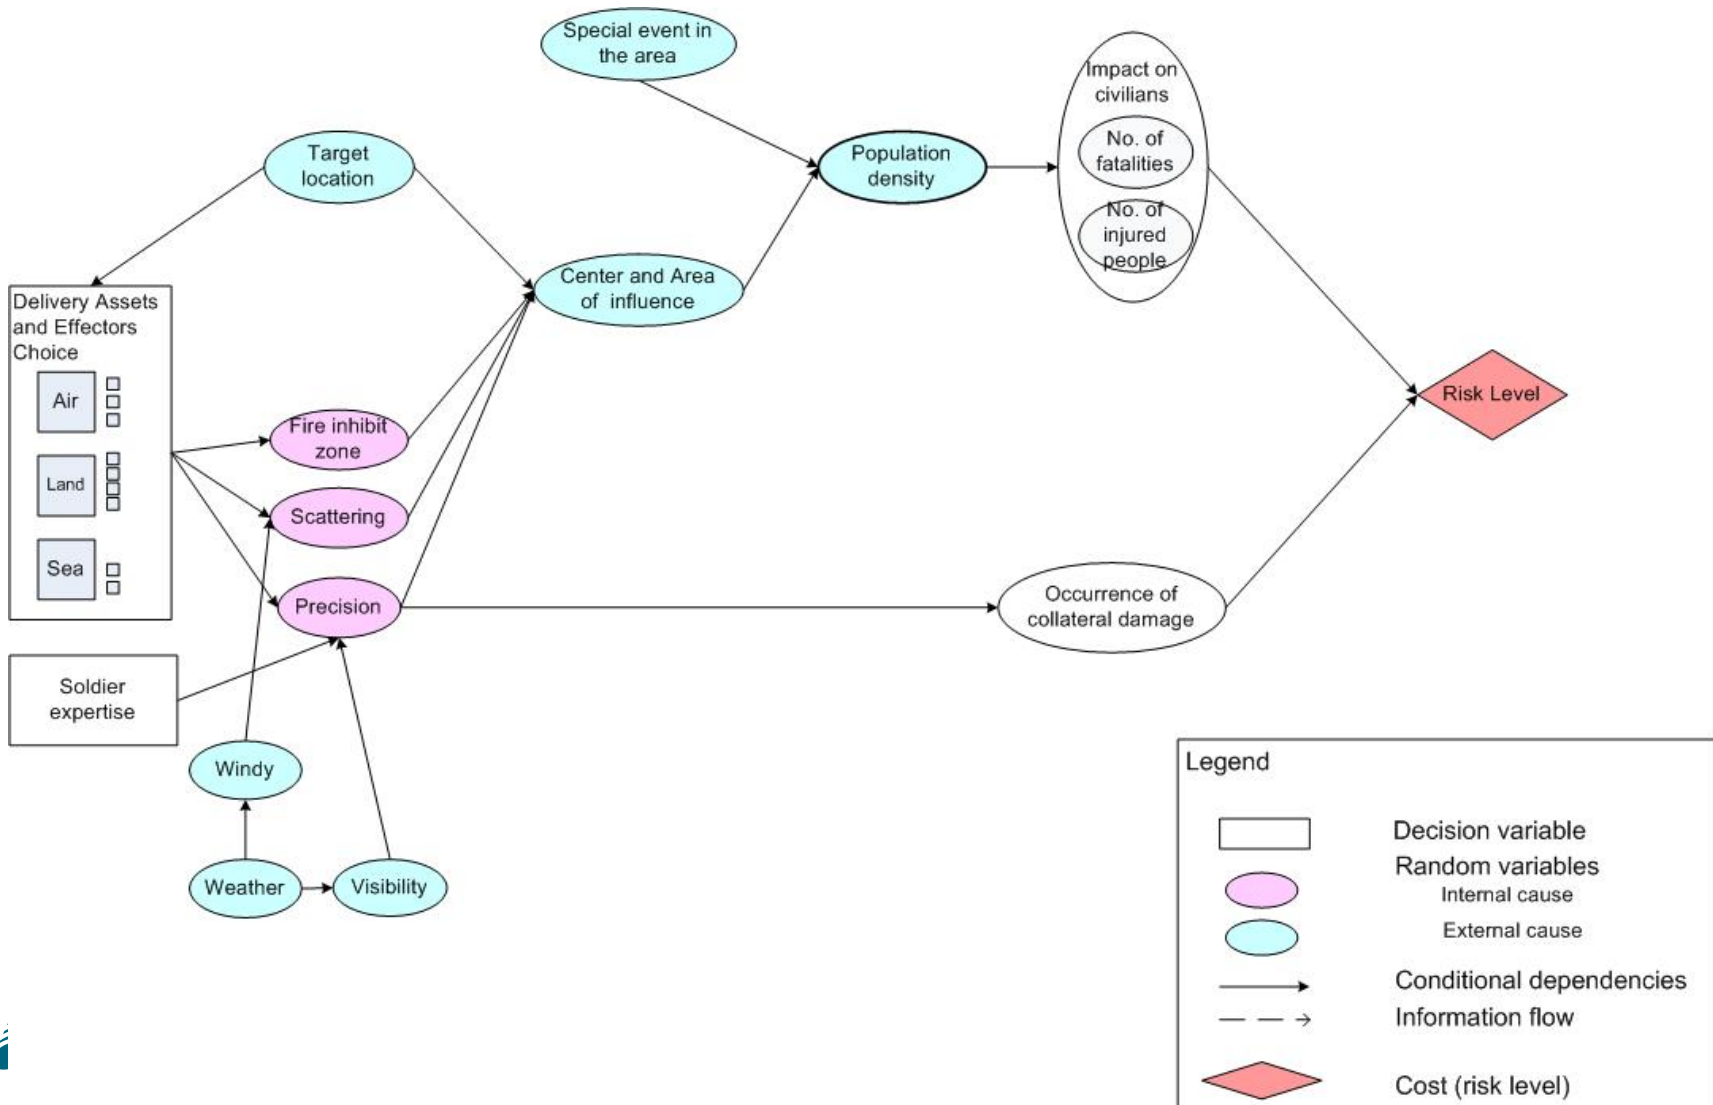 Special event in
the area
Impact on
civilians
No. of
fatalities
No. of
injured
people
Target
location
Population
density
Center and Area
of influence
Delivery Assets
and Effectors
Choice
Air
Land
Sea
Fire inhibit
zone
Scattering
Precision
Risk Level
Occurrence of
collateral damage
Soldier
expertise
Windy
Weather
Visibility
Legend
Decision variable
Random variables
Internal cause
External cause
Conditional dependencies
Information flow
Cost (risk level)